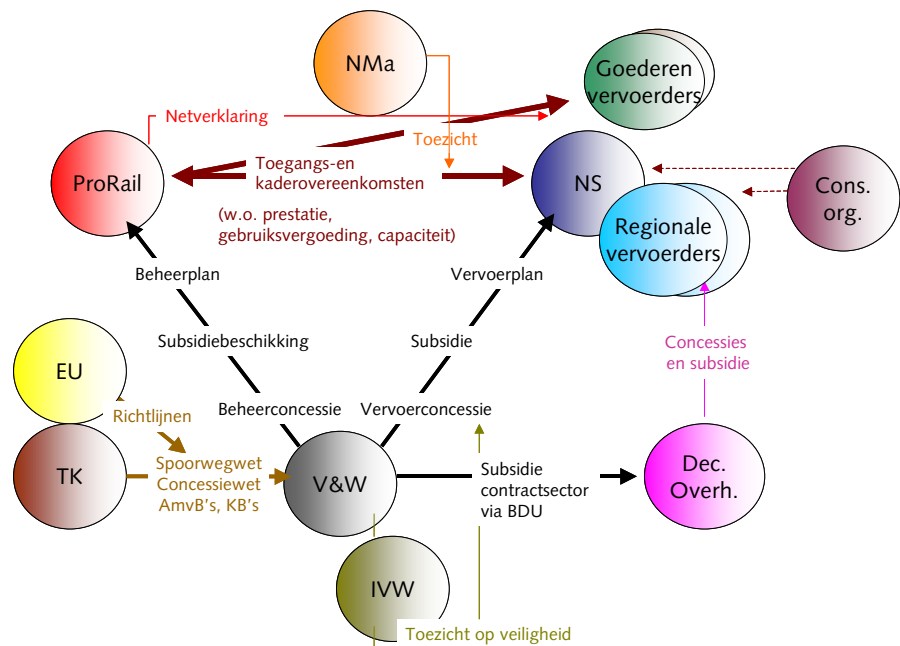 NMa
Goederen
vervoerders
Netverklaring
Toezicht
ProRail
Toegangs-en
kaderovereenkomsten
(w.o. prestatie,
gebruiksvergoeding, capaciteit)
NS
Cons.
org.
Regionale
vervoerders
Beheerplan
Vervoerplan
Subsidiebeschikking
Subsidie
Concessies
en subsidie
EU
Richtlijnen
Beheerconcessie
Vervoerconcessie
TK
Spoorwegwet
Concessiewet
AmvB's, KB's
V&W
Subsidie
contractsector
via BDU
Dec.
Overh.
IVW
Toezicht op veiligheid